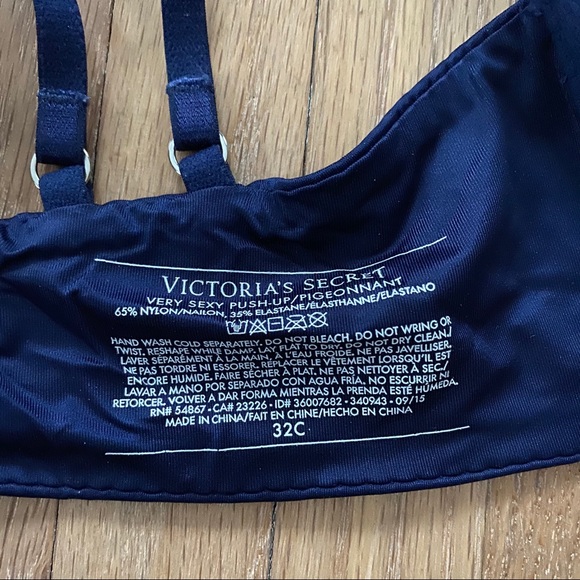 VICTORIA'S SECRET
VERY SEXY PUSH-UP/PIGEONNANT
65% NYLON/NAILON, 35% ELASTANE/ÉLASTHANNE/ELASTANO
HAND WASH COLD SEPARATELY. DO NOT BLEACH. DO NOT WRING OR
TWIST. RESHAPE WHILE DAMP. LAY FLAT TO DRY. DO NOT DRY CLEAN./
LAVER SÉPARÉMENT À LA MAIN, À L'EAU FROIDE. NE PAS JAVELLISER.
NE PAS TORDRE NI ESSORER. REPLACER LE VÊTEMENT LORSQU'IL EST
ENCORE HUMIDE. FAIRE SÉCHER À PLAT. NE PAS NETTOYER À SEC./
LAVAR A MANO POR SEPARADO CON AGUA FRÍA. NO ESCURRIR NI
RETORCER. VOLVER A DAR FORMA MIENTRAS LA PRENDA ESTÉ HÚMEDA.
RN# 54867 - CA# 23226 - ID# 36007682 - 340943 - 09/15
MADE IN CHINA/FAIT EN CHINE/HECHO EN CHINA
32C